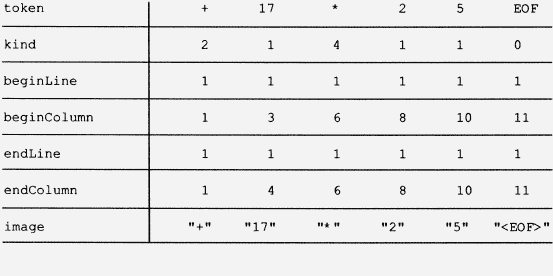 token + 17 * 2 5 EOF
kind 2 1 4 1 1 0
beginLine 1 1 1 1 1 1
beginColumn 1 3 6 8 10 11
endLine 1 1 1 1 1 1
endColumn 1 4 6 8 10 11
image "+" "17" "*" "2" "5" "<EOF>"